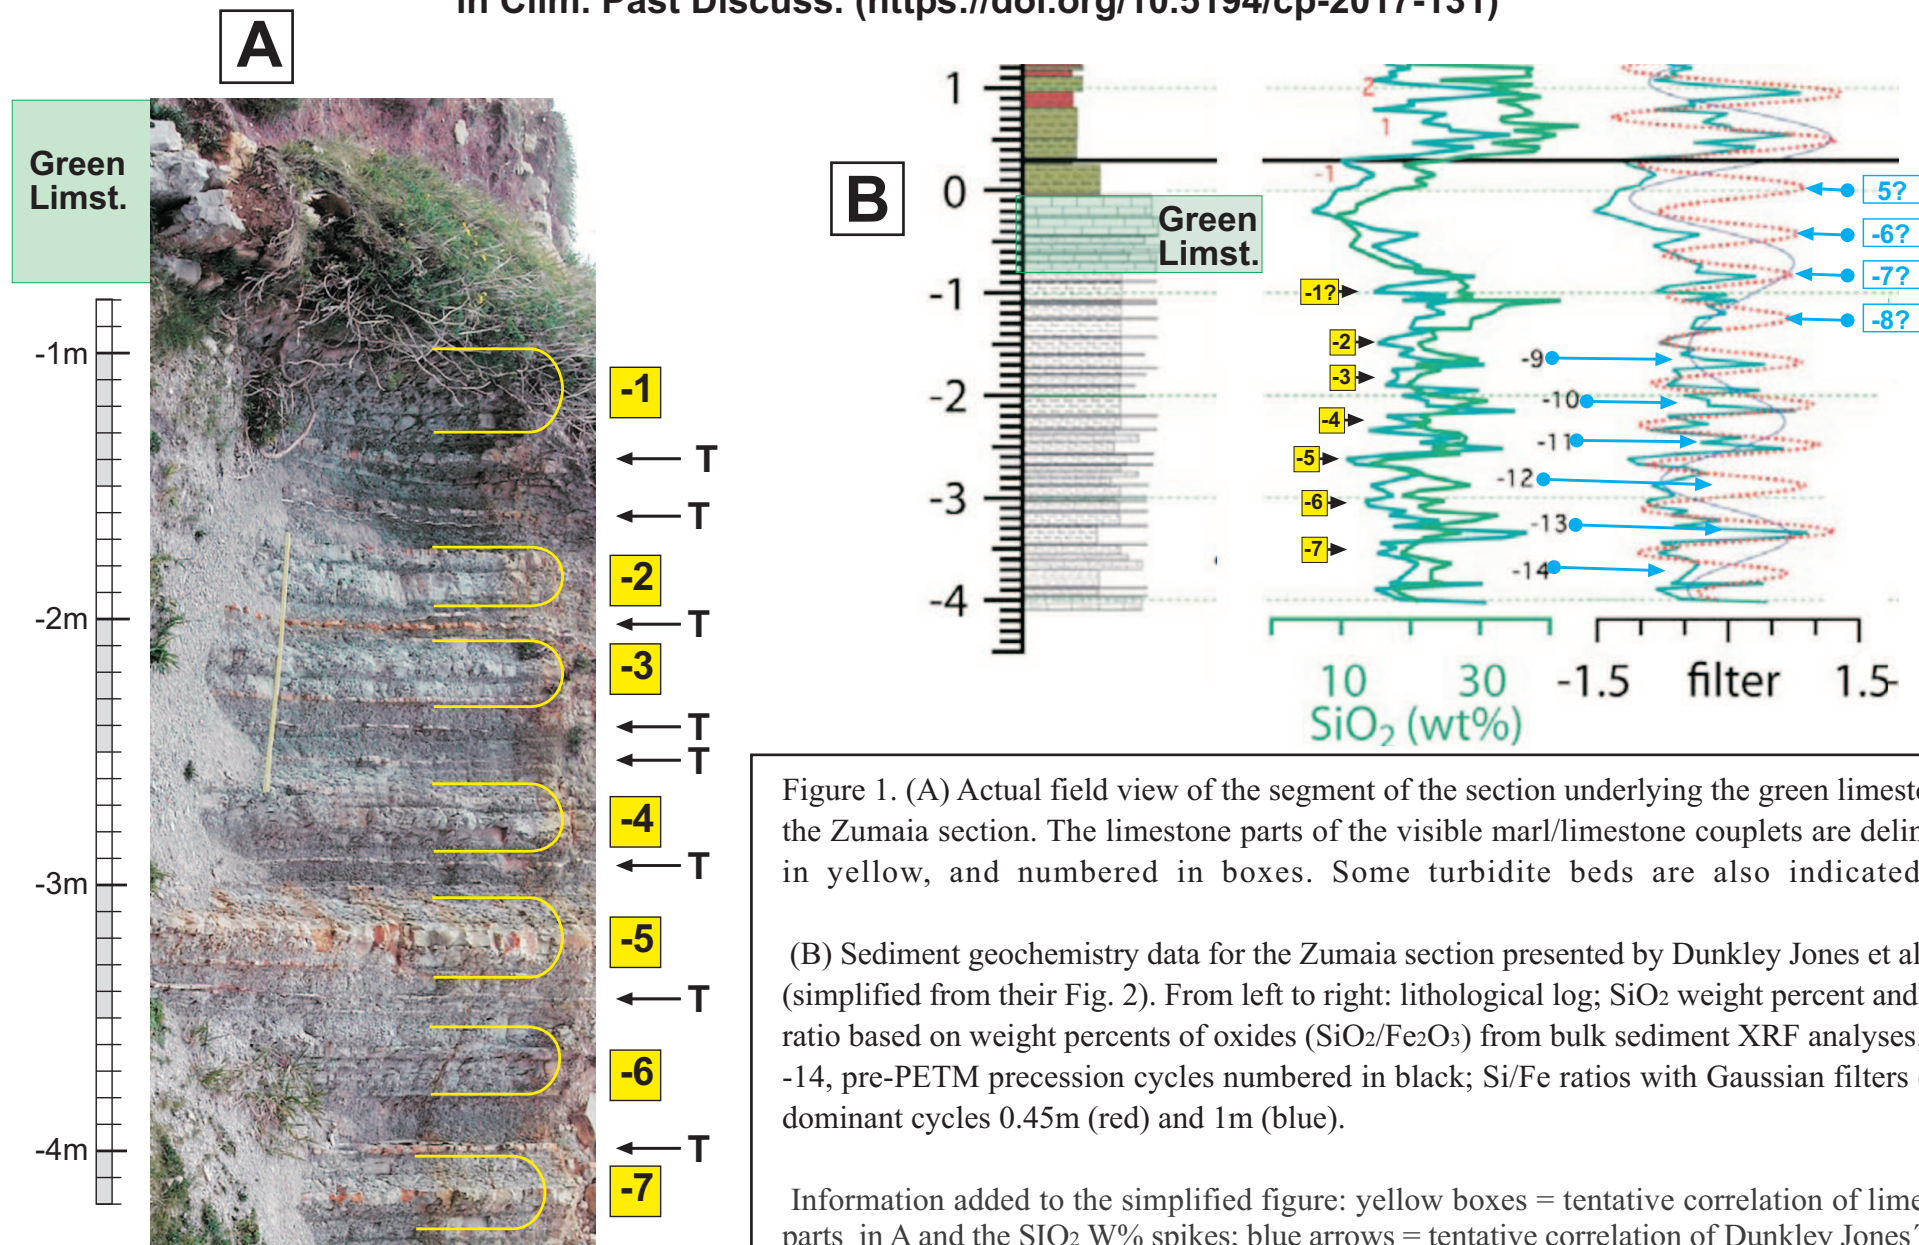 in Clim. Past Discuss. (https://doi.org/10.5194/cp-2017-131)
A
Green
Limst.
-1m
-2m
-3m
-4m
-1
T
T
-2
T
-3
T
T
-4
T
-5
T
-6
T
-7
B
1
0
-1
-2
-3
-4
Green
Limst.
2
1
-1
-1?
-2
-3
-4
-5
-6
-7
-9
-10
-11
-12
-13
-14
5?
-6?
-7?
-8?
10 30
SiO2 (wt%)
-1.5 filter 1.5
Figure 1. (A) Actual field view of the segment of the section underlying the green
the Zumaia section. The limestone parts of the visible marl/limestone couplets are
in yellow, and numbered in boxes. Some turbidite beds are also indicated
(B) Sediment geochemistry data for the Zumaia section presented by Dunkley Jones et al
(simplified from their Fig. 2). From left to right: lithological log; SiO2 weight percent and
ratio based on weight percents of oxides (SiO2/Fe2O3) from bulk sediment XRF analyses
-14, pre-PETM precession cycles numbered in black; Si/Fe ratios with Gaussian filters
dominant cycles 0.45m (red) and 1m (blue).
Information added to the simplified figure: yellow boxes = tentative correlation of
parts in A and the SIO2 W% spikes; blue arrows = tentative correlation of Dunkley Jones´